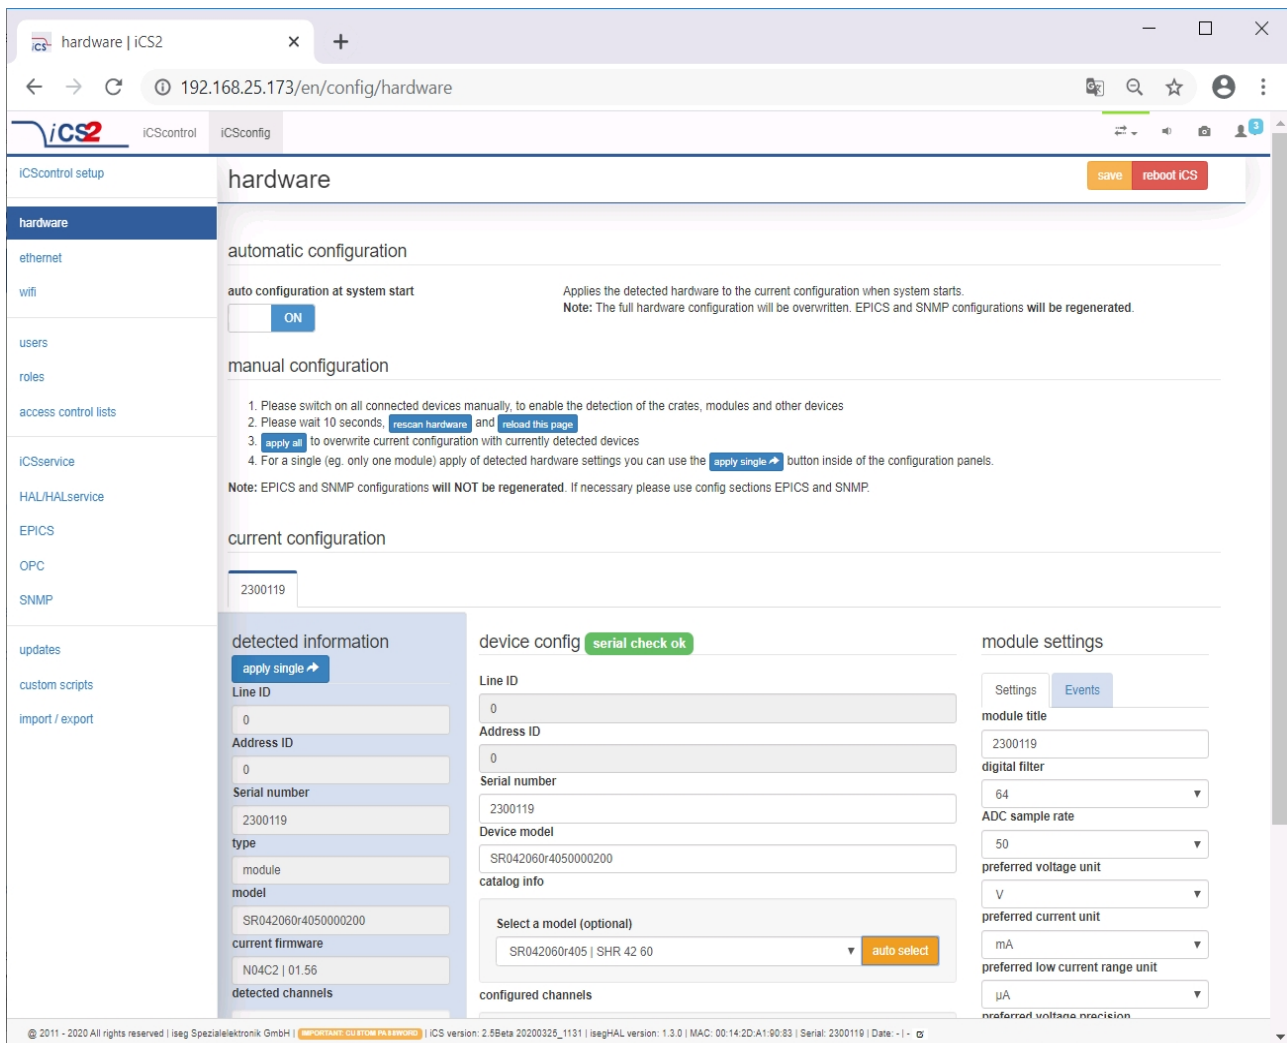 hardware | iCS2
192.168.25.173/en/config/hardware
iCS2
iCScontrol
iCSconfig
3
iCScontrol setup
hardware
ethernet
wifi
users
roles
access control lists
iCSservice
HAL/HALservice
EPICS
OPC
SNMP
updates
custom scripts
import / export
hardware
save
reboot iCS
automatic configuration
auto configuration at system start
ON
Applies the detected hardware to the current configuration when system starts.
Note: The full hardware configuration will be overwritten. EPICS and SNMP configurations will be regenerated.
manual configuration
1. Please switch on all connected devices manually, to enable the detection of the crates, modules and other devices
2. Please wait 10 seconds, rescan hardware and reload this page
3. apply all to overwrite current configuration with currently detected devices
4. For a single (eg. only one module) apply of detected hardware settings you can use the apply single button inside of the configuration panels.
Note: EPICS and SNMP configurations will NOT be regenerated. If necessary please use config sections EPICS and SNMP.
current configuration
2300119
detected information
apply single
Line ID
0
Address ID
0
Serial number
2300119
type
module
model
SR042060r4050000200
current firmware
N04C2 | 01.56
detected channels
device config serial check ok
Line ID
0
Address ID
0
Serial number
2300119
Device model
SR042060r4050000200
catalog info
Select a model (optional)
SR042060r405 | SHR 42 60
auto select
configured channels
module settings
Settings
Events
module title
2300119
digital filter
64
ADC sample rate
50
preferred voltage unit
V
preferred current unit
mA
preferred low current range unit
µA
preferred voltage precision
@ 2011 - 2020 All rights reserved | iseg Spezialelektronik GmbH | IMPORTANT: CUSTOM PASSWORD | iCS version: 2.5Beta 20200325_1131 | isegHAL version: 1.3.0 | MAC: 00:14:2D:A1:90:83 | Serial: 2300119 | Date: - | -